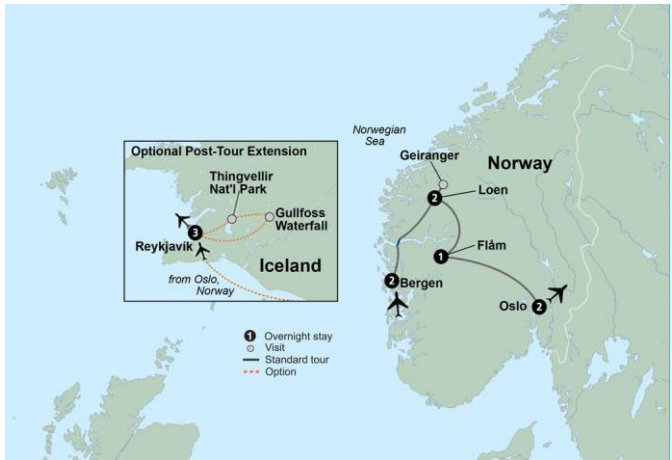 Optional Post-Tour Extension
Thingvellir
Nat'l Park
Gullfoss
Waterfall
3
Reykjavík
Iceland
from Oslo,
Norway
Norwegian
Sea
Geiranger
Norway
2
Loen
1
Flåm
2
Bergen
Oslo
2
1 Overnight stay
Visit
Standard tour
Option